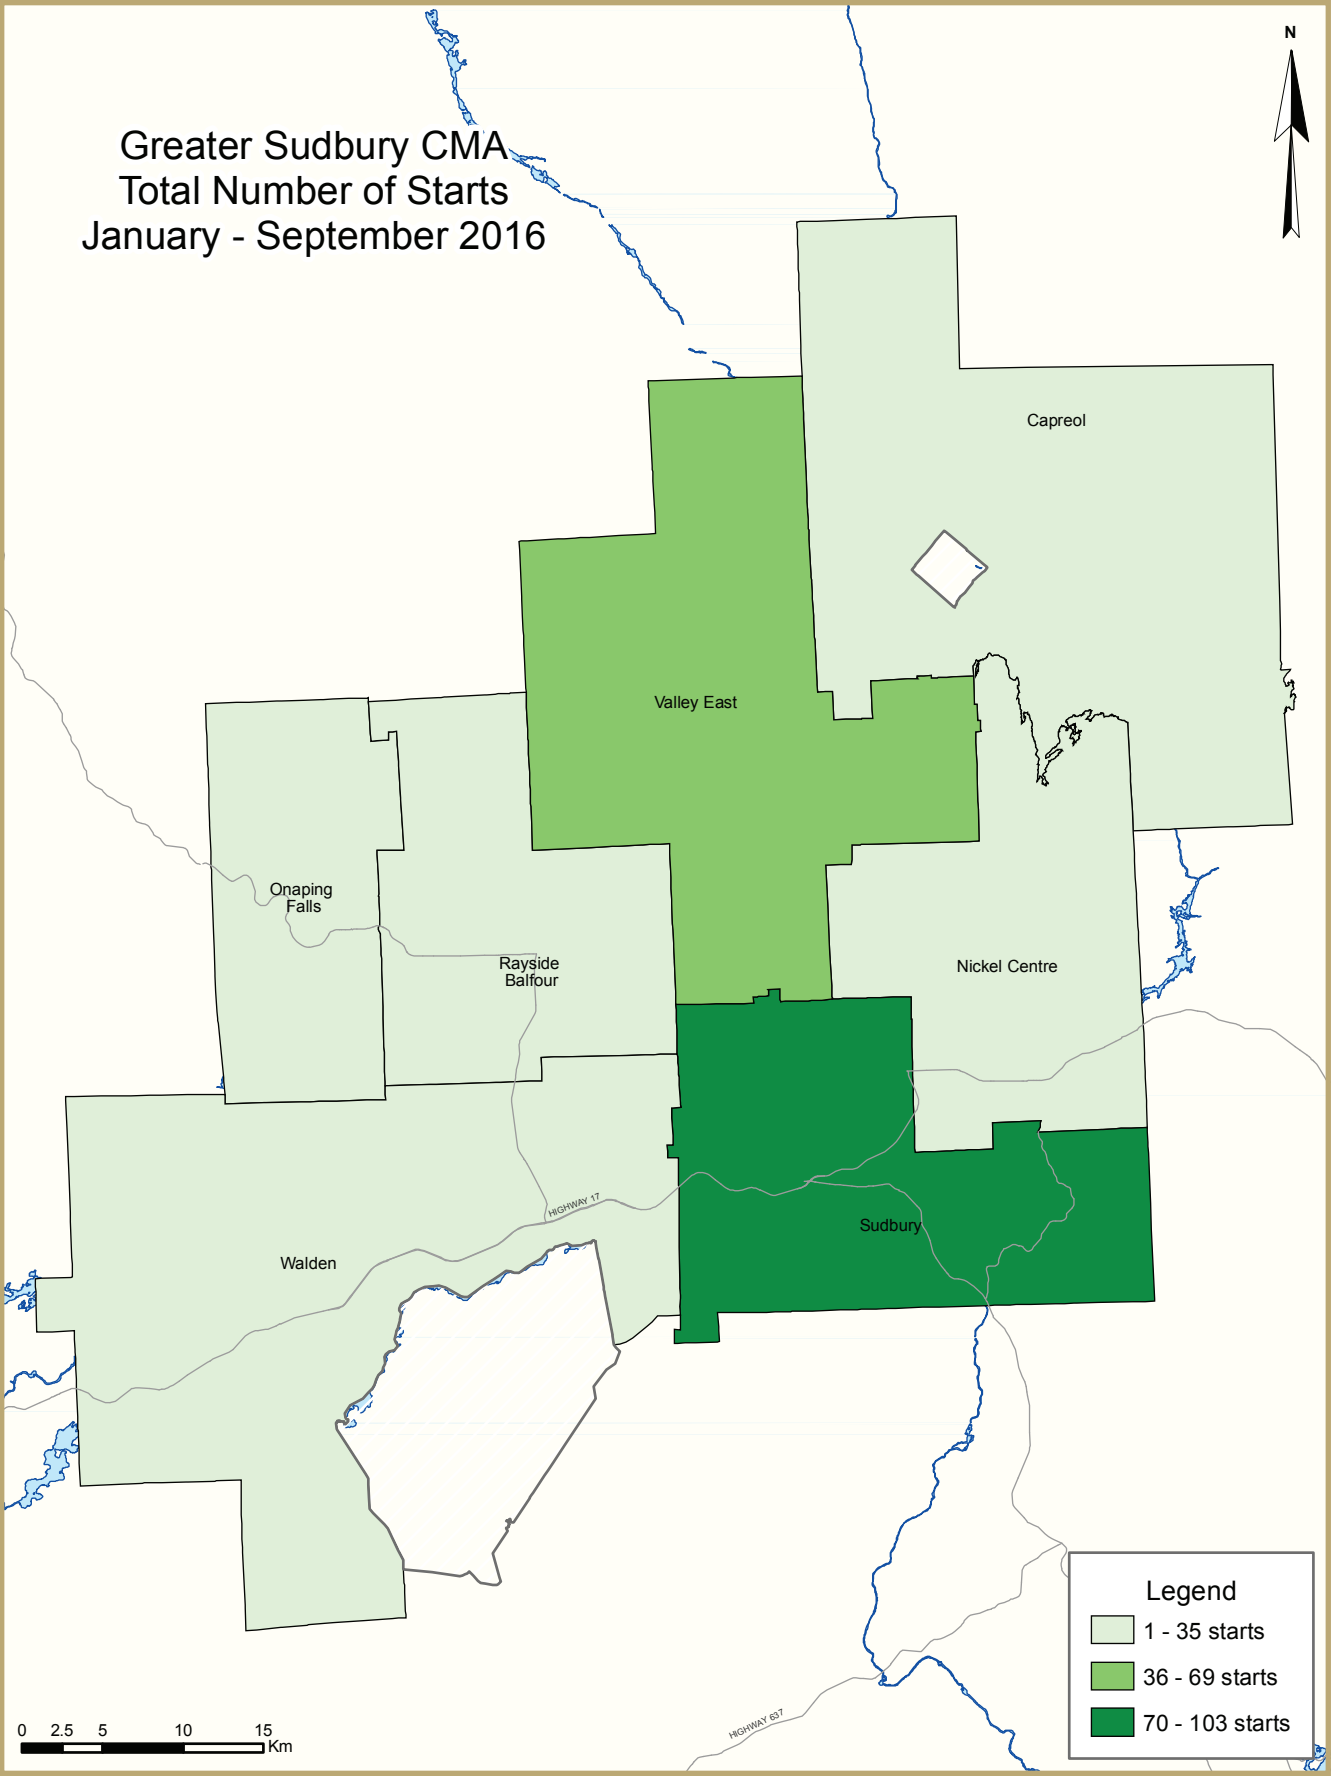 N
Greater Sudbury CMA
Total Number of Starts
January - September 2016
Capreol
Valley East
Onaping
Falls
Rayside
Balfour
Nickel Centre
HIGHWAY 17
Sudbury
Walden
Legend
1 - 35 starts
36 - 69 starts
70 - 103 starts
HIGHWAY 637
0 2.5 5 10 15
Km